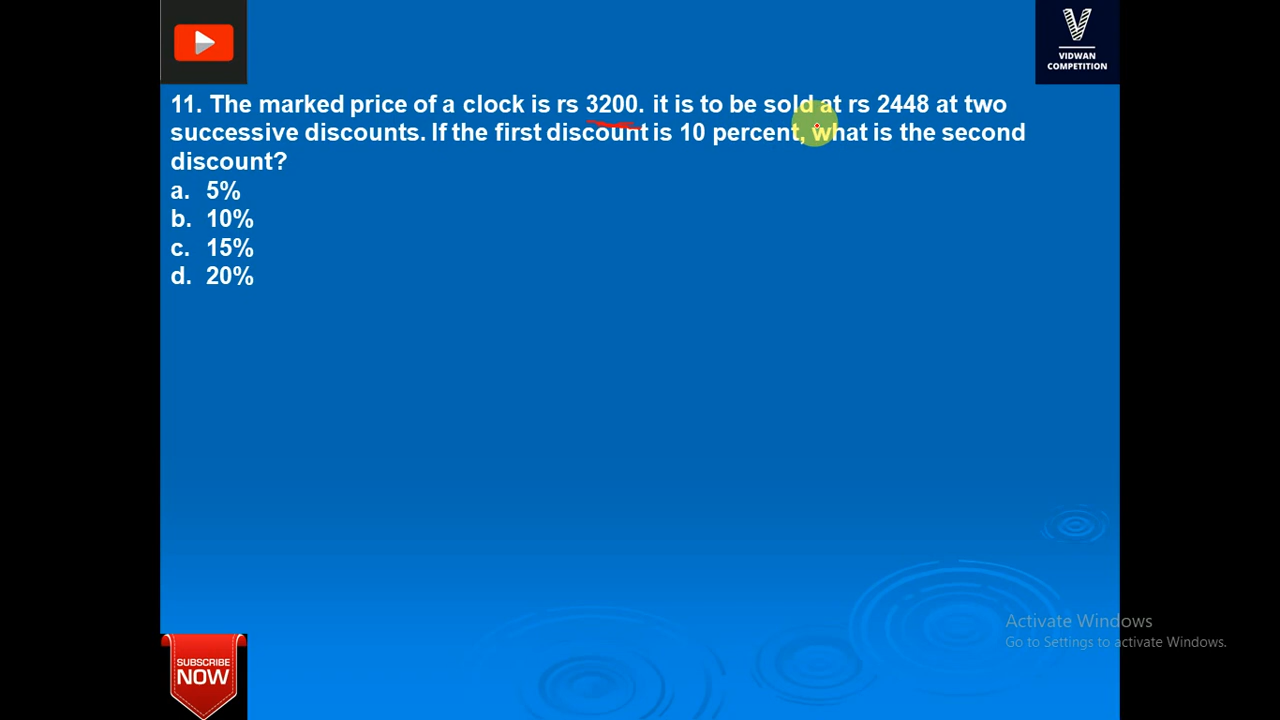 VIDWAN
COMPETITION
11. The marked price of a clock is rs 3200. it is to be sold at rs 2448 at two
successive discounts. If the first discount is 10 percent, what is the second
discount?
a. 5%
b. 10%
c. 15%
d. 20%
Activate Windows
Go to Settings to activate Windows.
SUBSCRIBE
NOW